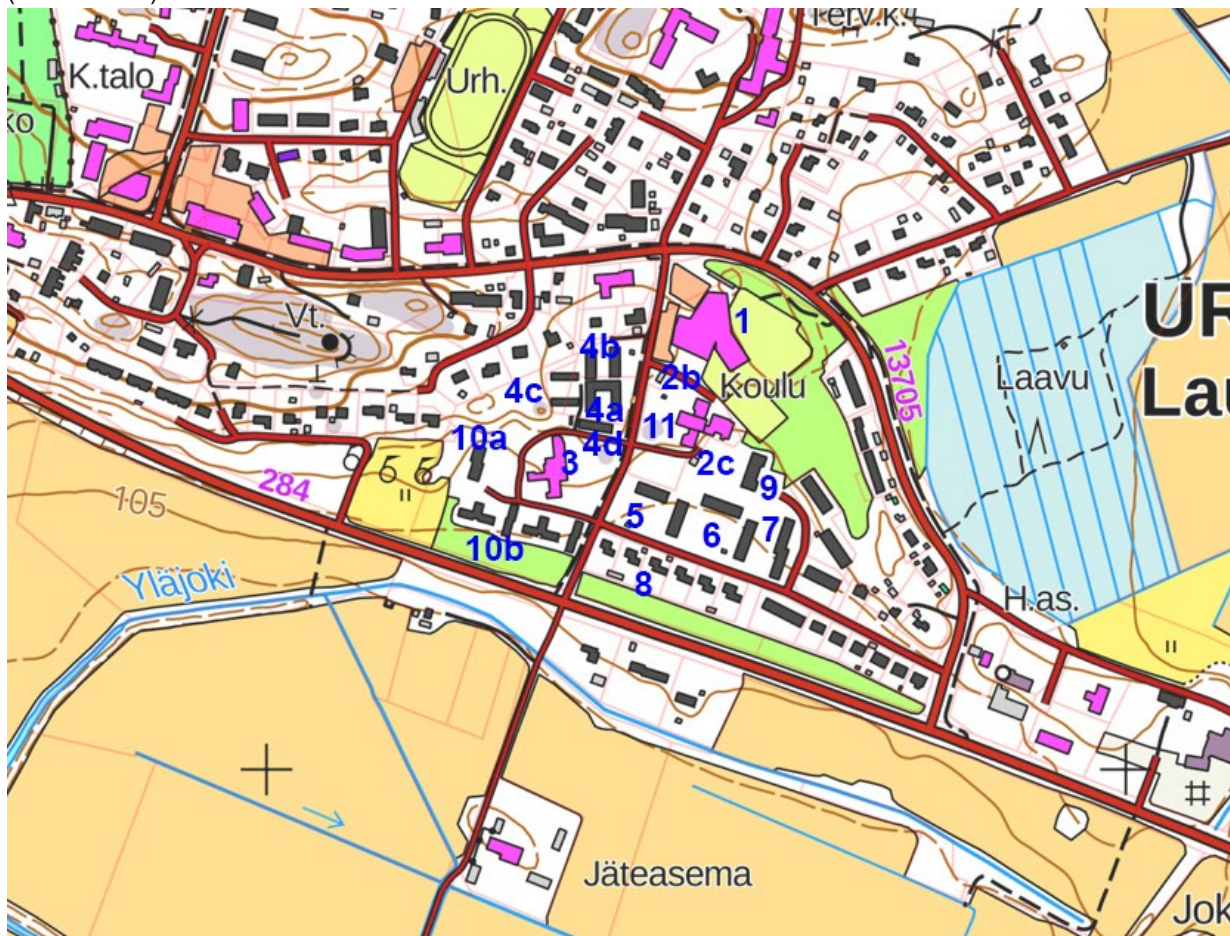 Terv.k.
K.talo
Urh.
ko
Vt.
1
4b
2b
Koulu
4c
4a
11
10a
4d
3
2c
284
105
9
5
6
7
10b
8
13705
Laavu
UR
Lau
Yläjoki
H.as.
Jäteasema
Jok